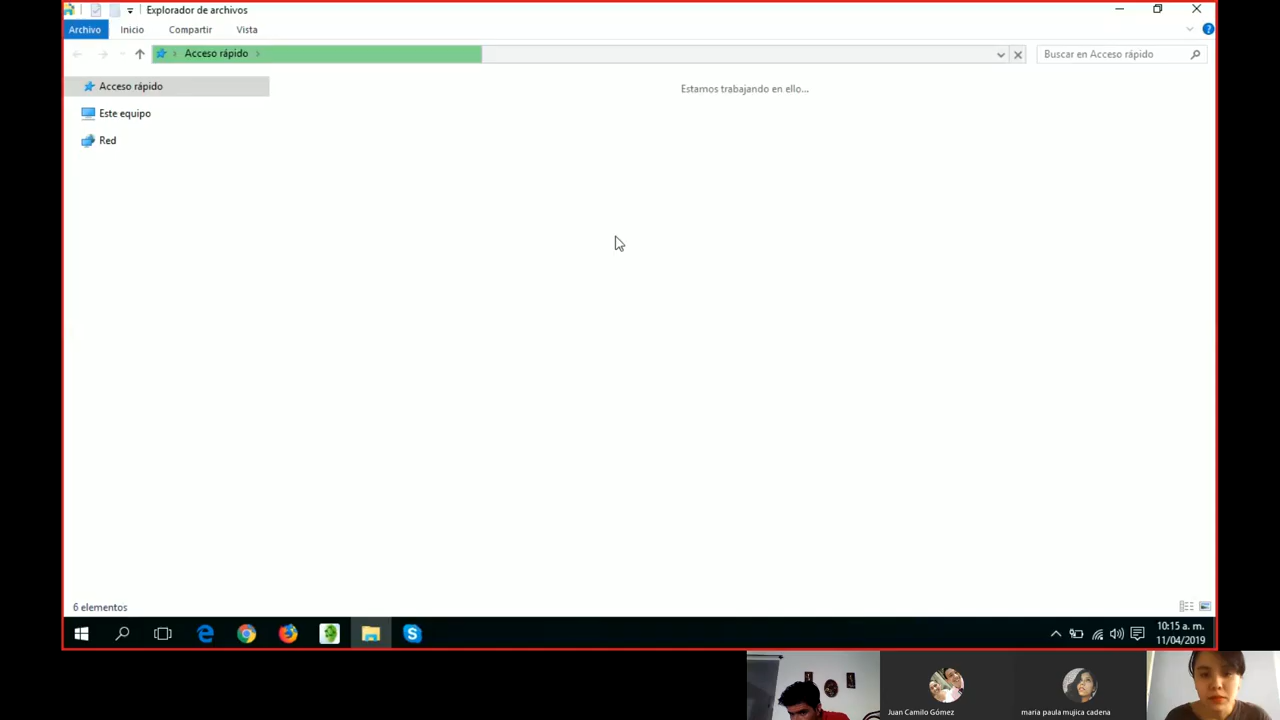 Explorador de archivos
Archivo Inicio Compartir Vista
Acceso rápido
Buscar en Acceso rápido
Acceso rápido
Estamos trabajando en ello...
Este equipo
Red
6 elementos
10:15 a. m.
11/04/2019
Juan Camilo Gómez
maria paula mujica cadena